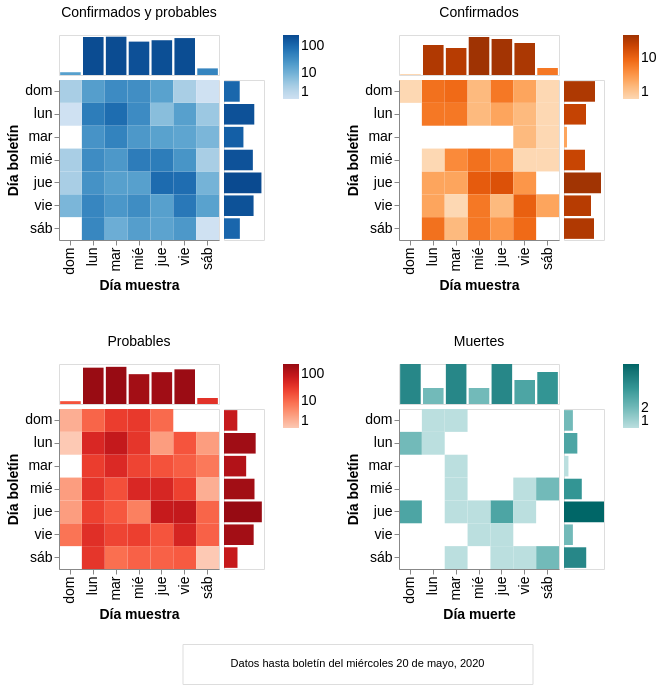 Confirmados y probables
100
10
1
dom
lun
mar
mié
jue
vie
sáb
Día boletín
dom
lun
mar
mié
jue
vie
sáb
Día muestra
Confirmados
10
1
dom
lun
mar
mié
jue
vie
sáb
Día boletín
dom
lun
mar
mié
jue
vie
sáb
Día muestra
Probables
100
10
1
dom
lun
mar
mié
jue
vie
sáb
Día boletín
dom
lun
mar
mié
jue
vie
sáb
Día muestra
Muertes
2
1
dom
lun
mar
mié
jue
vie
sáb
Día boletín
dom
lun
mar
mié
jue
vie
sáb
Día muerte
Datos hasta boletín del miércoles 20 de mayo, 2020